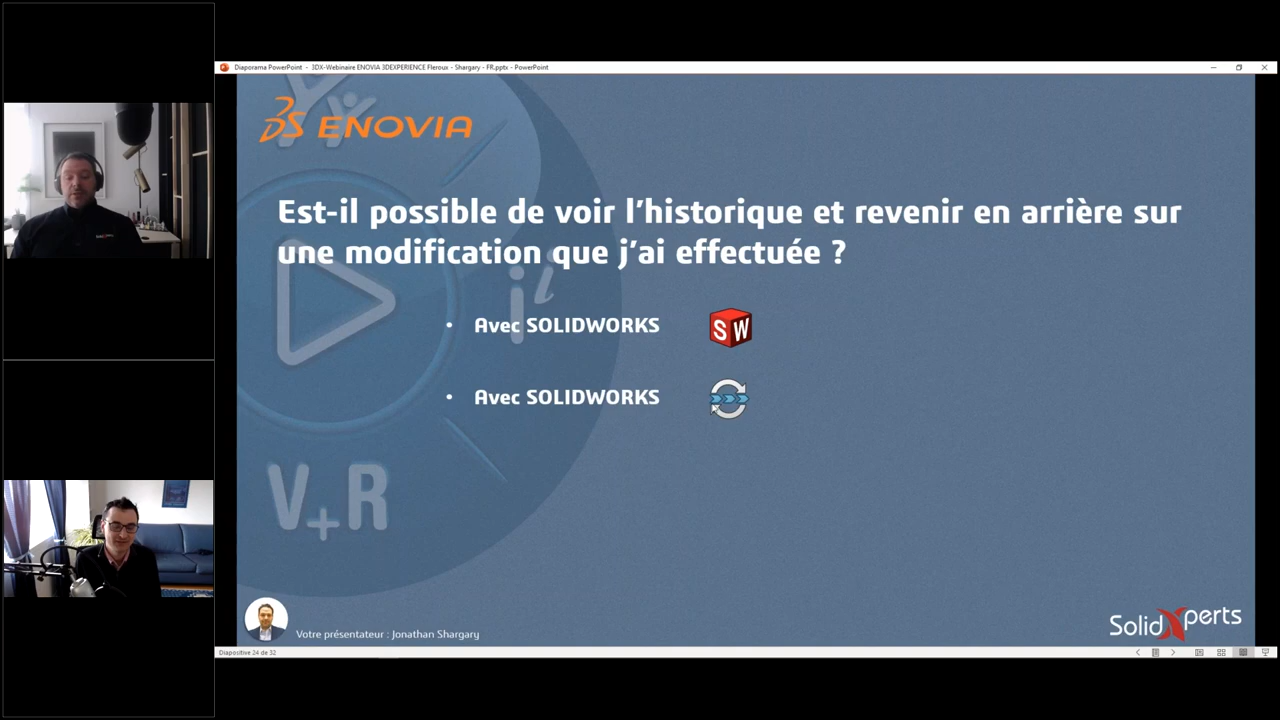 Diaporama PowerPoint - 3DX-Webinaire ENOVIA 3DEXPERIENCE Fleroux - Shargary - FR.pptx - PowerPoint
ENOVIA
Est-il possible de voir l’historique et revenir en arrière sur
une modification que j’ai effectuée ?
• Avec SOLIDWORKS
SW
• Avec SOLIDWORKS
V+R
Votre présentateur : Jonathan Shargary
SolidXperts
Diapositive 24 de 32